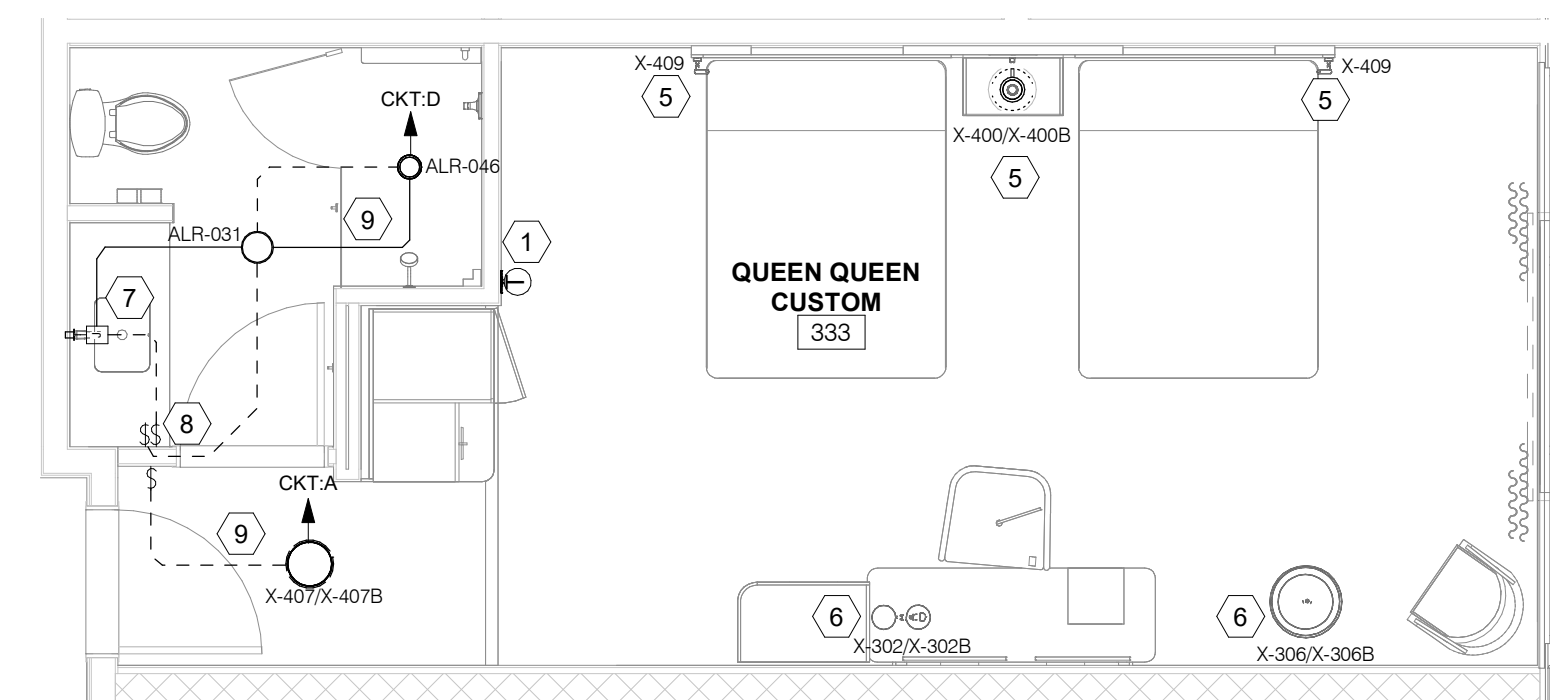 X-409
X-409
5
5
CKT:D
X-400/X-400B
ALR-046
5
9
ALR-031
1
QUEEN QUEEN
CUSTOM
333
7
8
$$
$
CKT:A
9
X-407/X-407B
6
6
X-302/X-302B
X-306/X-306B